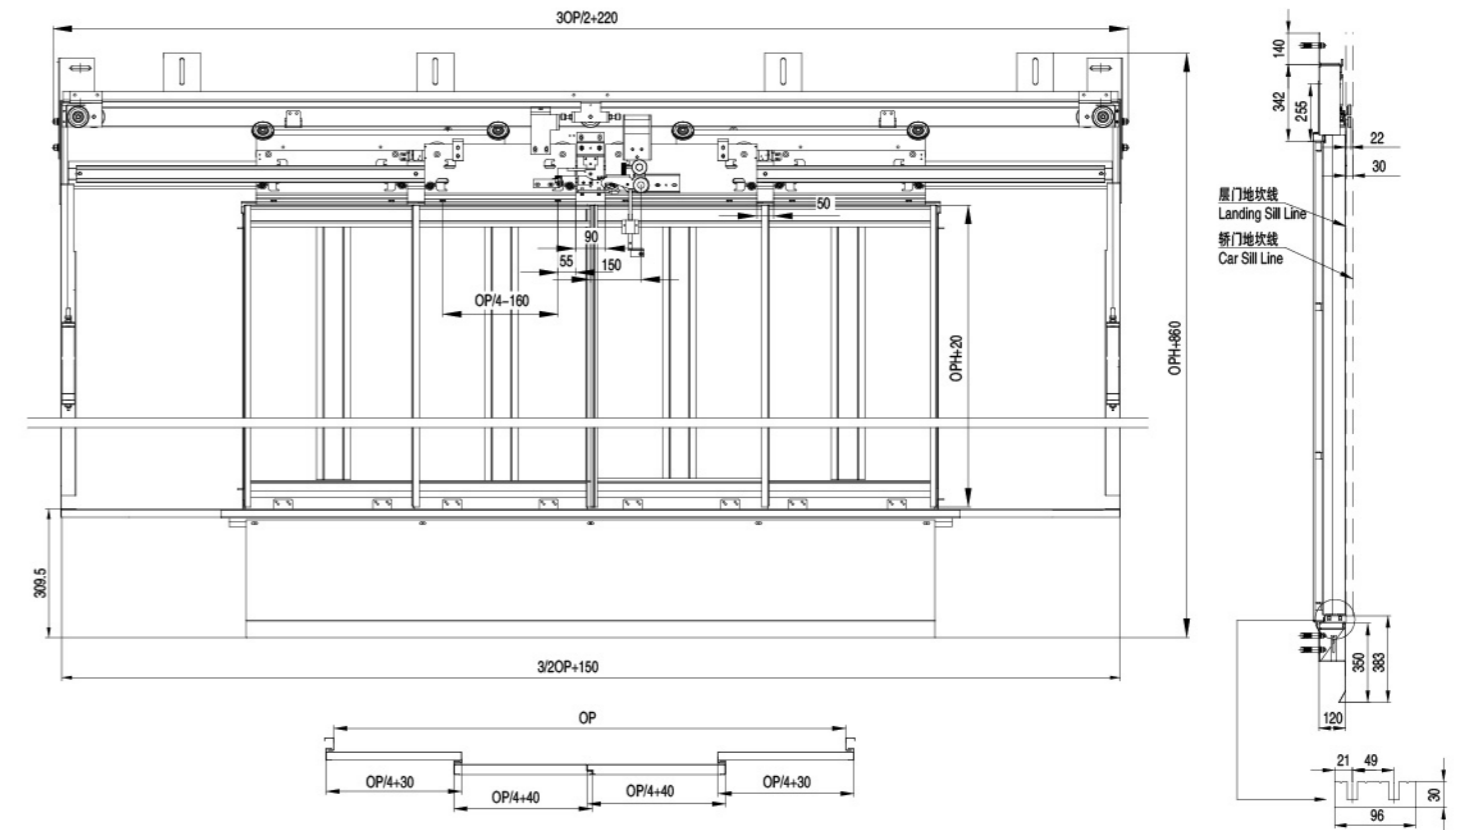 3OP/2+220
140
342
255
22
30
层门地坎线
Landing Sill Line
轿门地坎线
Car Sill Line
50
90
55
150
OP/4-160
OPH+20
OPH+860
309.5
3/2OP+150
350
383
120
OP
OP/4+30
OP/4+40
OP/4+40
OP/4+30
21
49
30
96